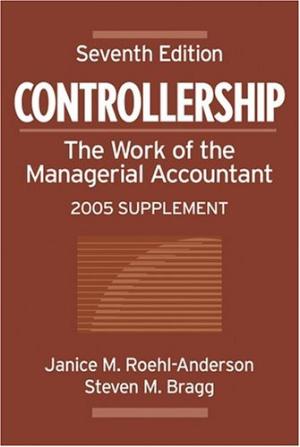 Seventh Edition
CONTROLLERSHIP
The Work of the
Managerial Accountant
2005 SUPPLEMENT
Janice M. Roehl-Anderson
Steven M. Bragg